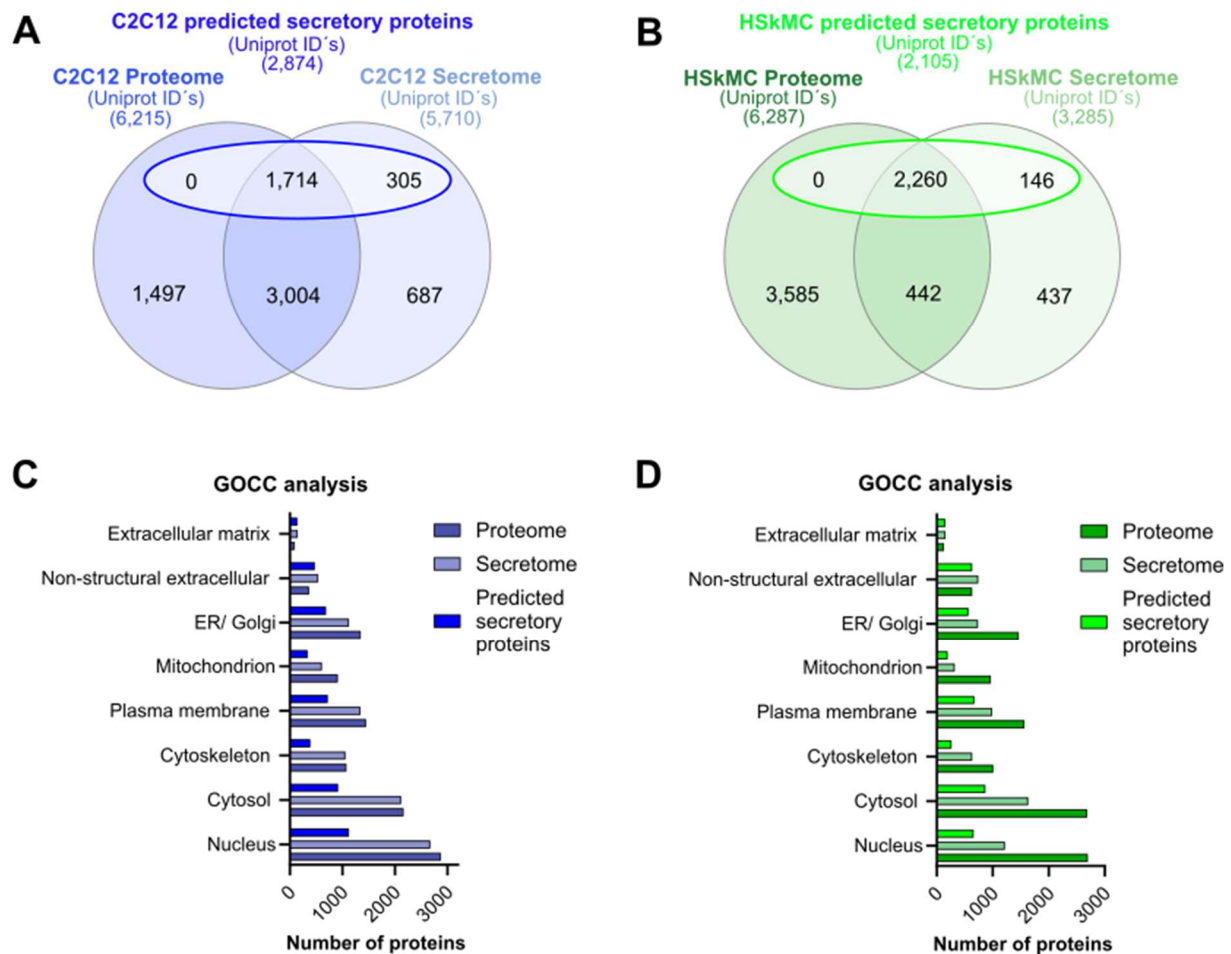 A
C2C12 predicted secretory proteins
(Uniprot ID´s)
(2,874)
C2C12 Proteome
(Uniprot ID´s)
(6,215)
C2C12 Secretome
(Uniprot ID´s)
(5,710)
0
1,714
305
1,497
3,004
687
B
HSkMC predicted secretory proteins
(Uniprot ID´s)
(2,105)
HSkMC Proteome
(Uniprot ID´s)
(6,287)
HSkMC Secretome
(Uniprot ID´s)
(3,285)
0
2,260
146
3,585
442
437
C
GOCC analysis
Extracellular matrix
Non-structural extracellular
ER/ Golgi
Mitochondrion
Plasma membrane
Cytoskeleton
Cytosol
Nucleus
0
1000
2000
3000
Number of proteins
Proteome
Secretome
Predicted
secretory
proteins
D
GOCC analysis
Extracellular matrix
Non-structural extracellular
ER/ Golgi
Mitochondrion
Plasma membrane
Cytoskeleton
Cytosol
Nucleus
0
1000
2000
3000
Number of proteins
Proteome
Secretome
Predicted
secretory
proteins